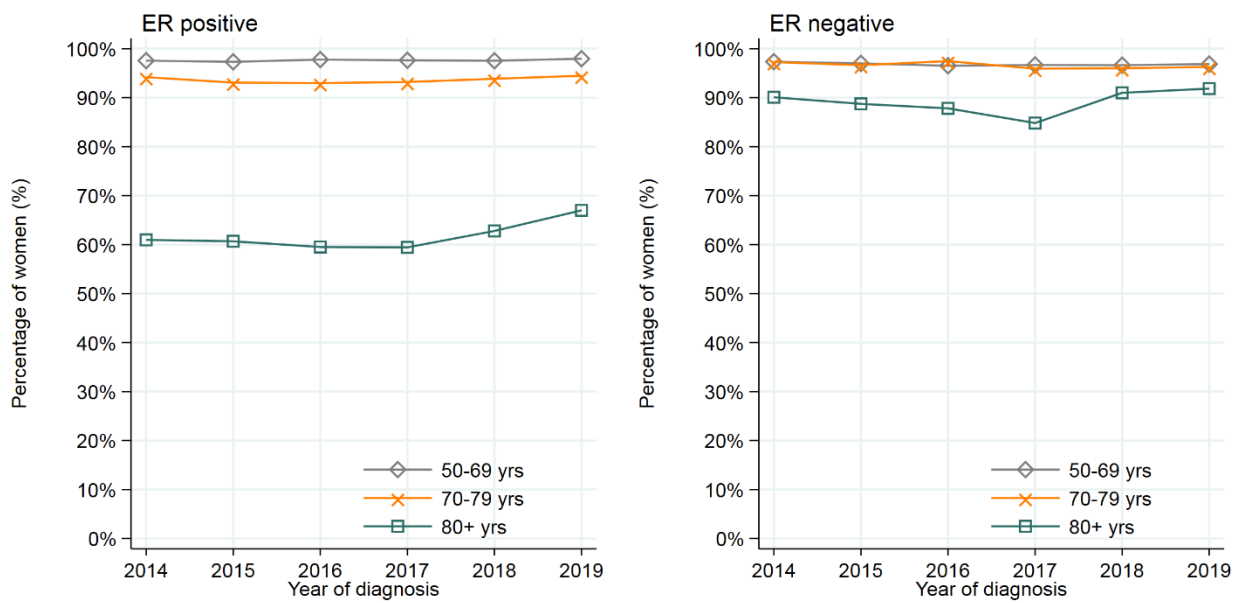 ER positive
Percentage of women (%)
100%
90%
80%
70%
60%
50%
40%
30%
20%
10%
0%
50-69 yrs
70-79 yrs
80+ yrs
2014 2015 2016 2017 2018 2019
Year of diagnosis
ER negative
Percentage of women (%)
100%
90%
80%
70%
60%
50%
40%
30%
20%
10%
0%
50-69 yrs
70-79 yrs
80+ yrs
2014 2015 2016 2017 2018 2019
Year of diagnosis